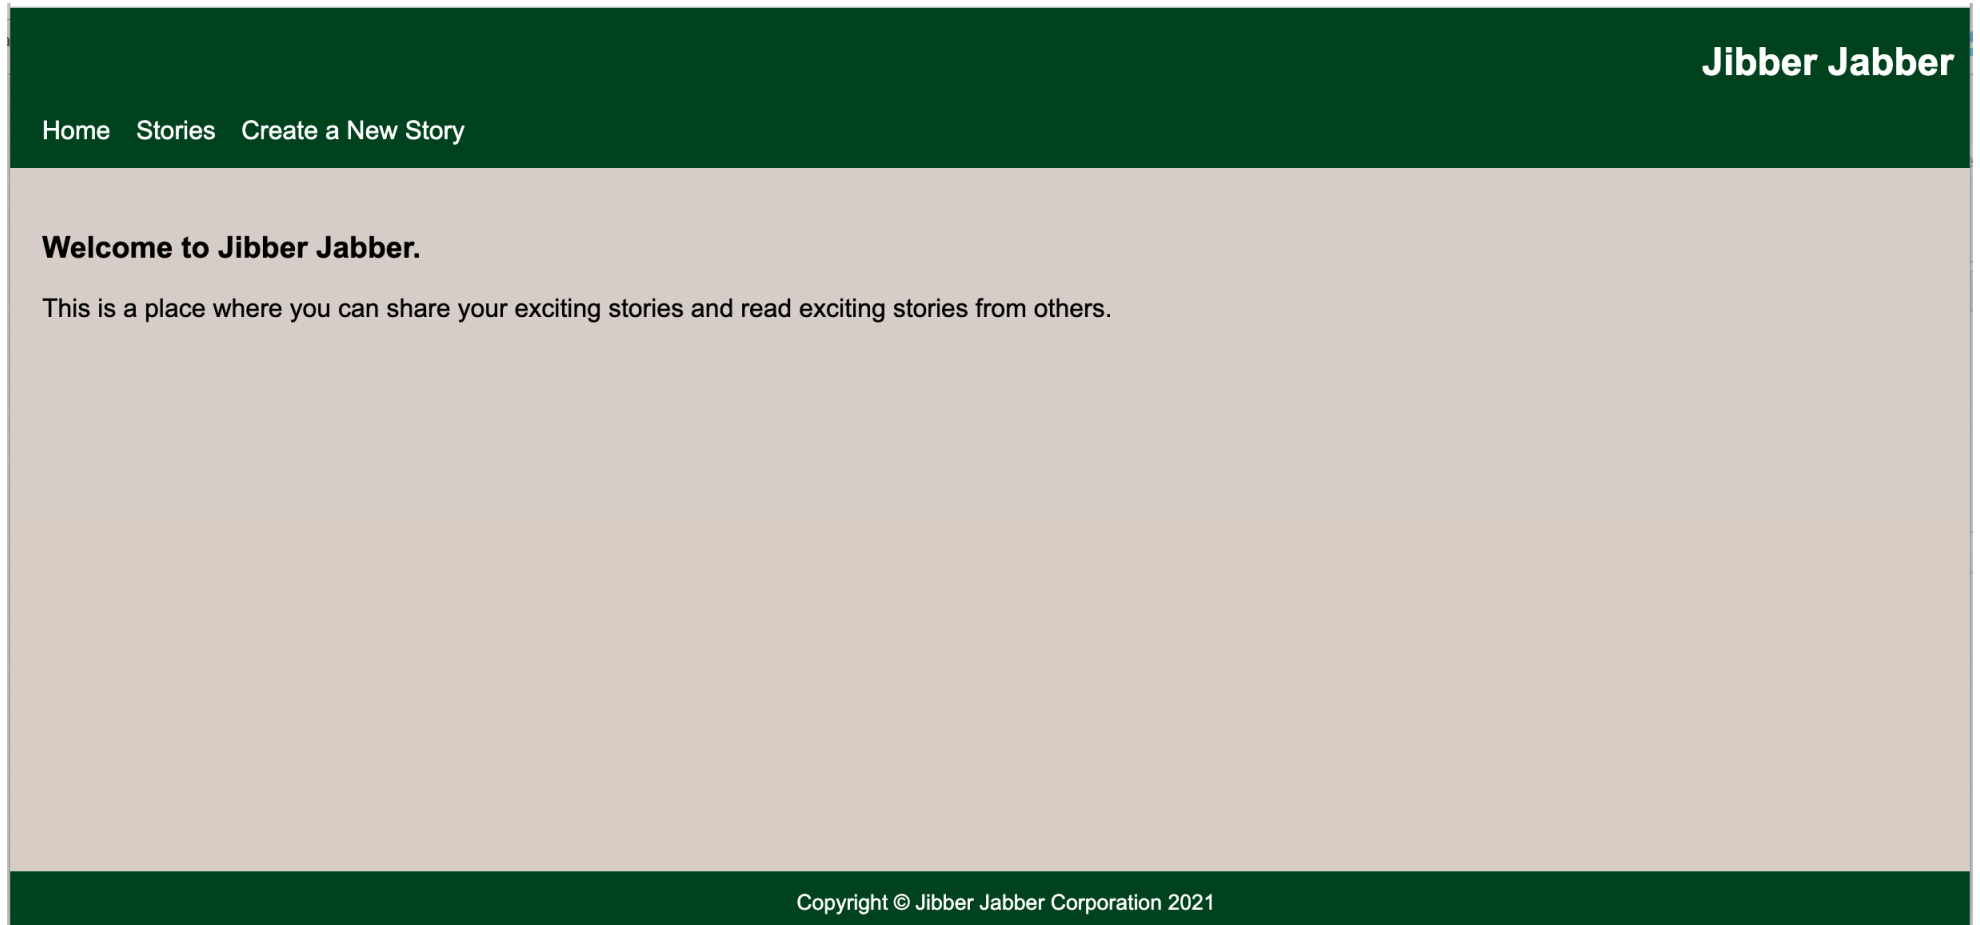 Jibber Jabber
Home Stories Create a New Story
Welcome to Jibber Jabber.
This is a place where you can share your exciting stories and read exciting stories from others.
Copyright © Jibber Jabber Corporation 2021